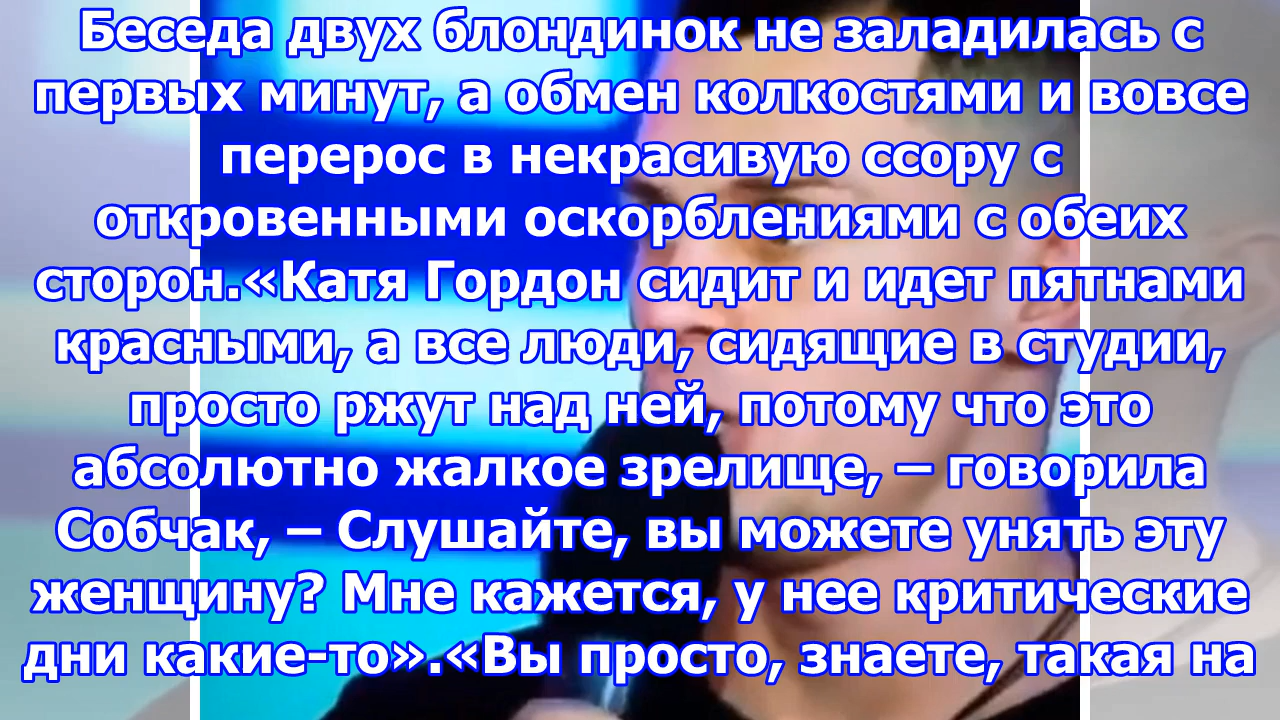 Беседа двух блондинок не заладилась с
первых минут, а обмен колкостями и вовсе
перерос в некрасивую ссору с
откровенными оскорблениями с обеих
сторон.«Катя Гордон сидит и идет пятнами
красными, а все люди, сидящие в студии,
просто ржут над ней, потому что это
абсолютно жалкое зрелище, – говорила
Собчак, – Слушайте, вы можете унять эту
женщину? Мне кажется, у нее критические
дни какие-то».«Вы просто, знаете, такая на